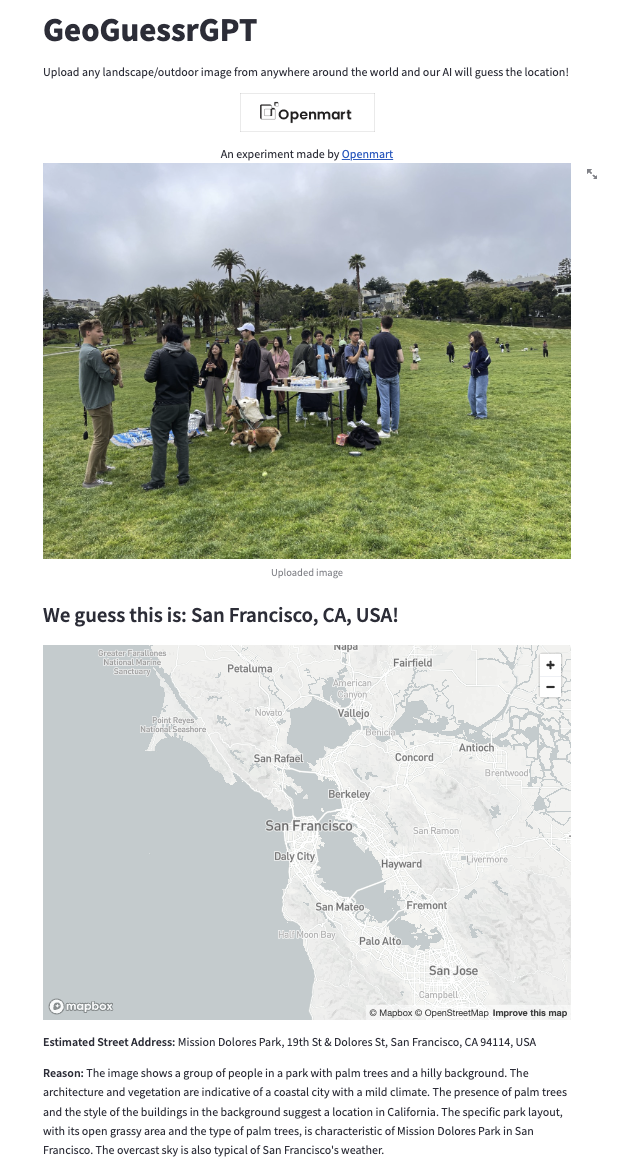 GeoGuessrGPT
Upload any landscape/outdoor image from anywhere around the world and our AI will guess the location!
Openmart
An experiment made by Openmart
Uploaded image
We guess this is: San Francisco, CA, USA!
Greater Farallones
National Marine
Sanctuary
Napa
Petaluma
Fairfield
American
Canyon
Point Reyes
National Seashore
Novato
Vallejo
Benicia
Antioch
San Rafael
Concord
Brentwood
Berkeley
San Francisco
San Ramon
Daly City
Hayward
Livermore
San Mateo
Fremont
Half Moon Bay
Palo Alto
San Jose
Campbell
+
−
mapbox
© Mapbox © OpenStreetMap Improve this map
Estimated Street Address: Mission Dolores Park, 19th St & Dolores St, San Francisco, CA 94114, USA
Reason: The image shows a group of people in a park with palm trees and a hilly background. The
architecture and vegetation are indicative of a coastal city with a mild climate. The presence of palm trees
and the style of the buildings in the background suggest a location in California. The specific park layout,
with its open grassy area and the type of palm trees, is characteristic of Mission Dolores Park in San
Francisco. The overcast sky is also typical of San Francisco's weather.